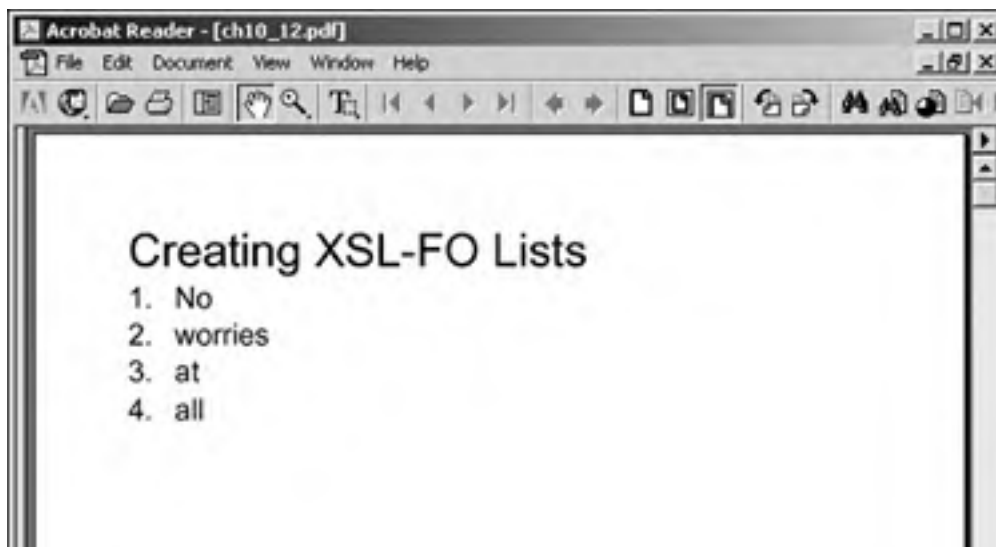 Acrobat Reader - [ch10_12.pdf]
File Edit Document View Window Help
Creating XSL-FO Lists
1. No
2. worries
3. at
4. all